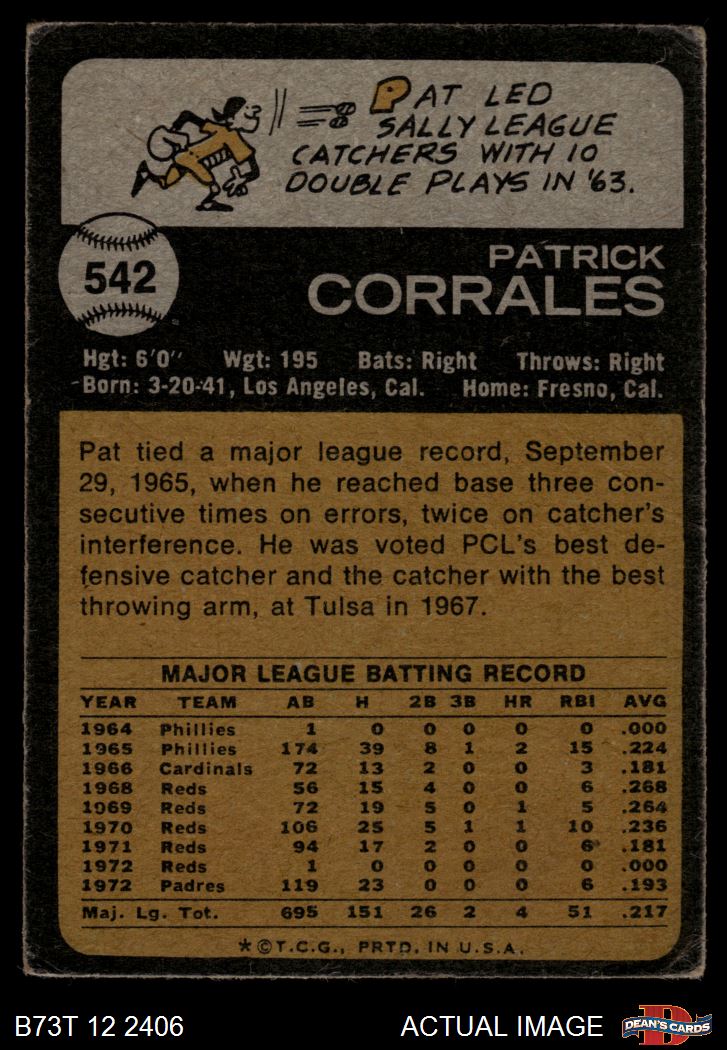 PAT LED
SALLY LEAGUE
CATCHERS WITH 10
DOUBLE PLAYS IN '63.
542
PATRICK
CORRALES
Hgt: 6'0" Wgt: 195 Bats: Right Throws: Right
Born: 3-20-41, Los Angeles, Cal. Home: Fresno, Cal.
Pat tied a major league record, September
29, 1965, when he reached base three con-
secutive times on errors, twice on catcher's
interference. He was voted PCL's best de-
fensive catcher and the catcher with the best
throwing arm, at Tulsa in 1967.
MAJOR LEAGUE BATTING RECORD
YEAR TEAM AB H 2B 3B HR RBI AVG
1964 Phillies 1 0 0 0 0 0 .000
1965 Phillies 174 39 8 1 2 15 .224
1966 Cardinals 72 13 2 0 0 3 .181
1968 Reds 56 15 4 0 0 6 .268
1969 Reds 72 19 5 0 1 5 .264
1970 Reds 106 25 5 1 1 10 .236
1971 Reds 94 17 2 0 0 6 .181
1972 Reds 1 0 0 0 0 0 .000
1972 Padres 119 23 0 0 0 6 .193
Maj. Lg. Tot. 695 151 26 2 4 51 .217
*©T.C.G., PRTD. IN U.S.A.
B73T 12 2406 ACTUAL IMAGE
D
DEAN'S CARDS